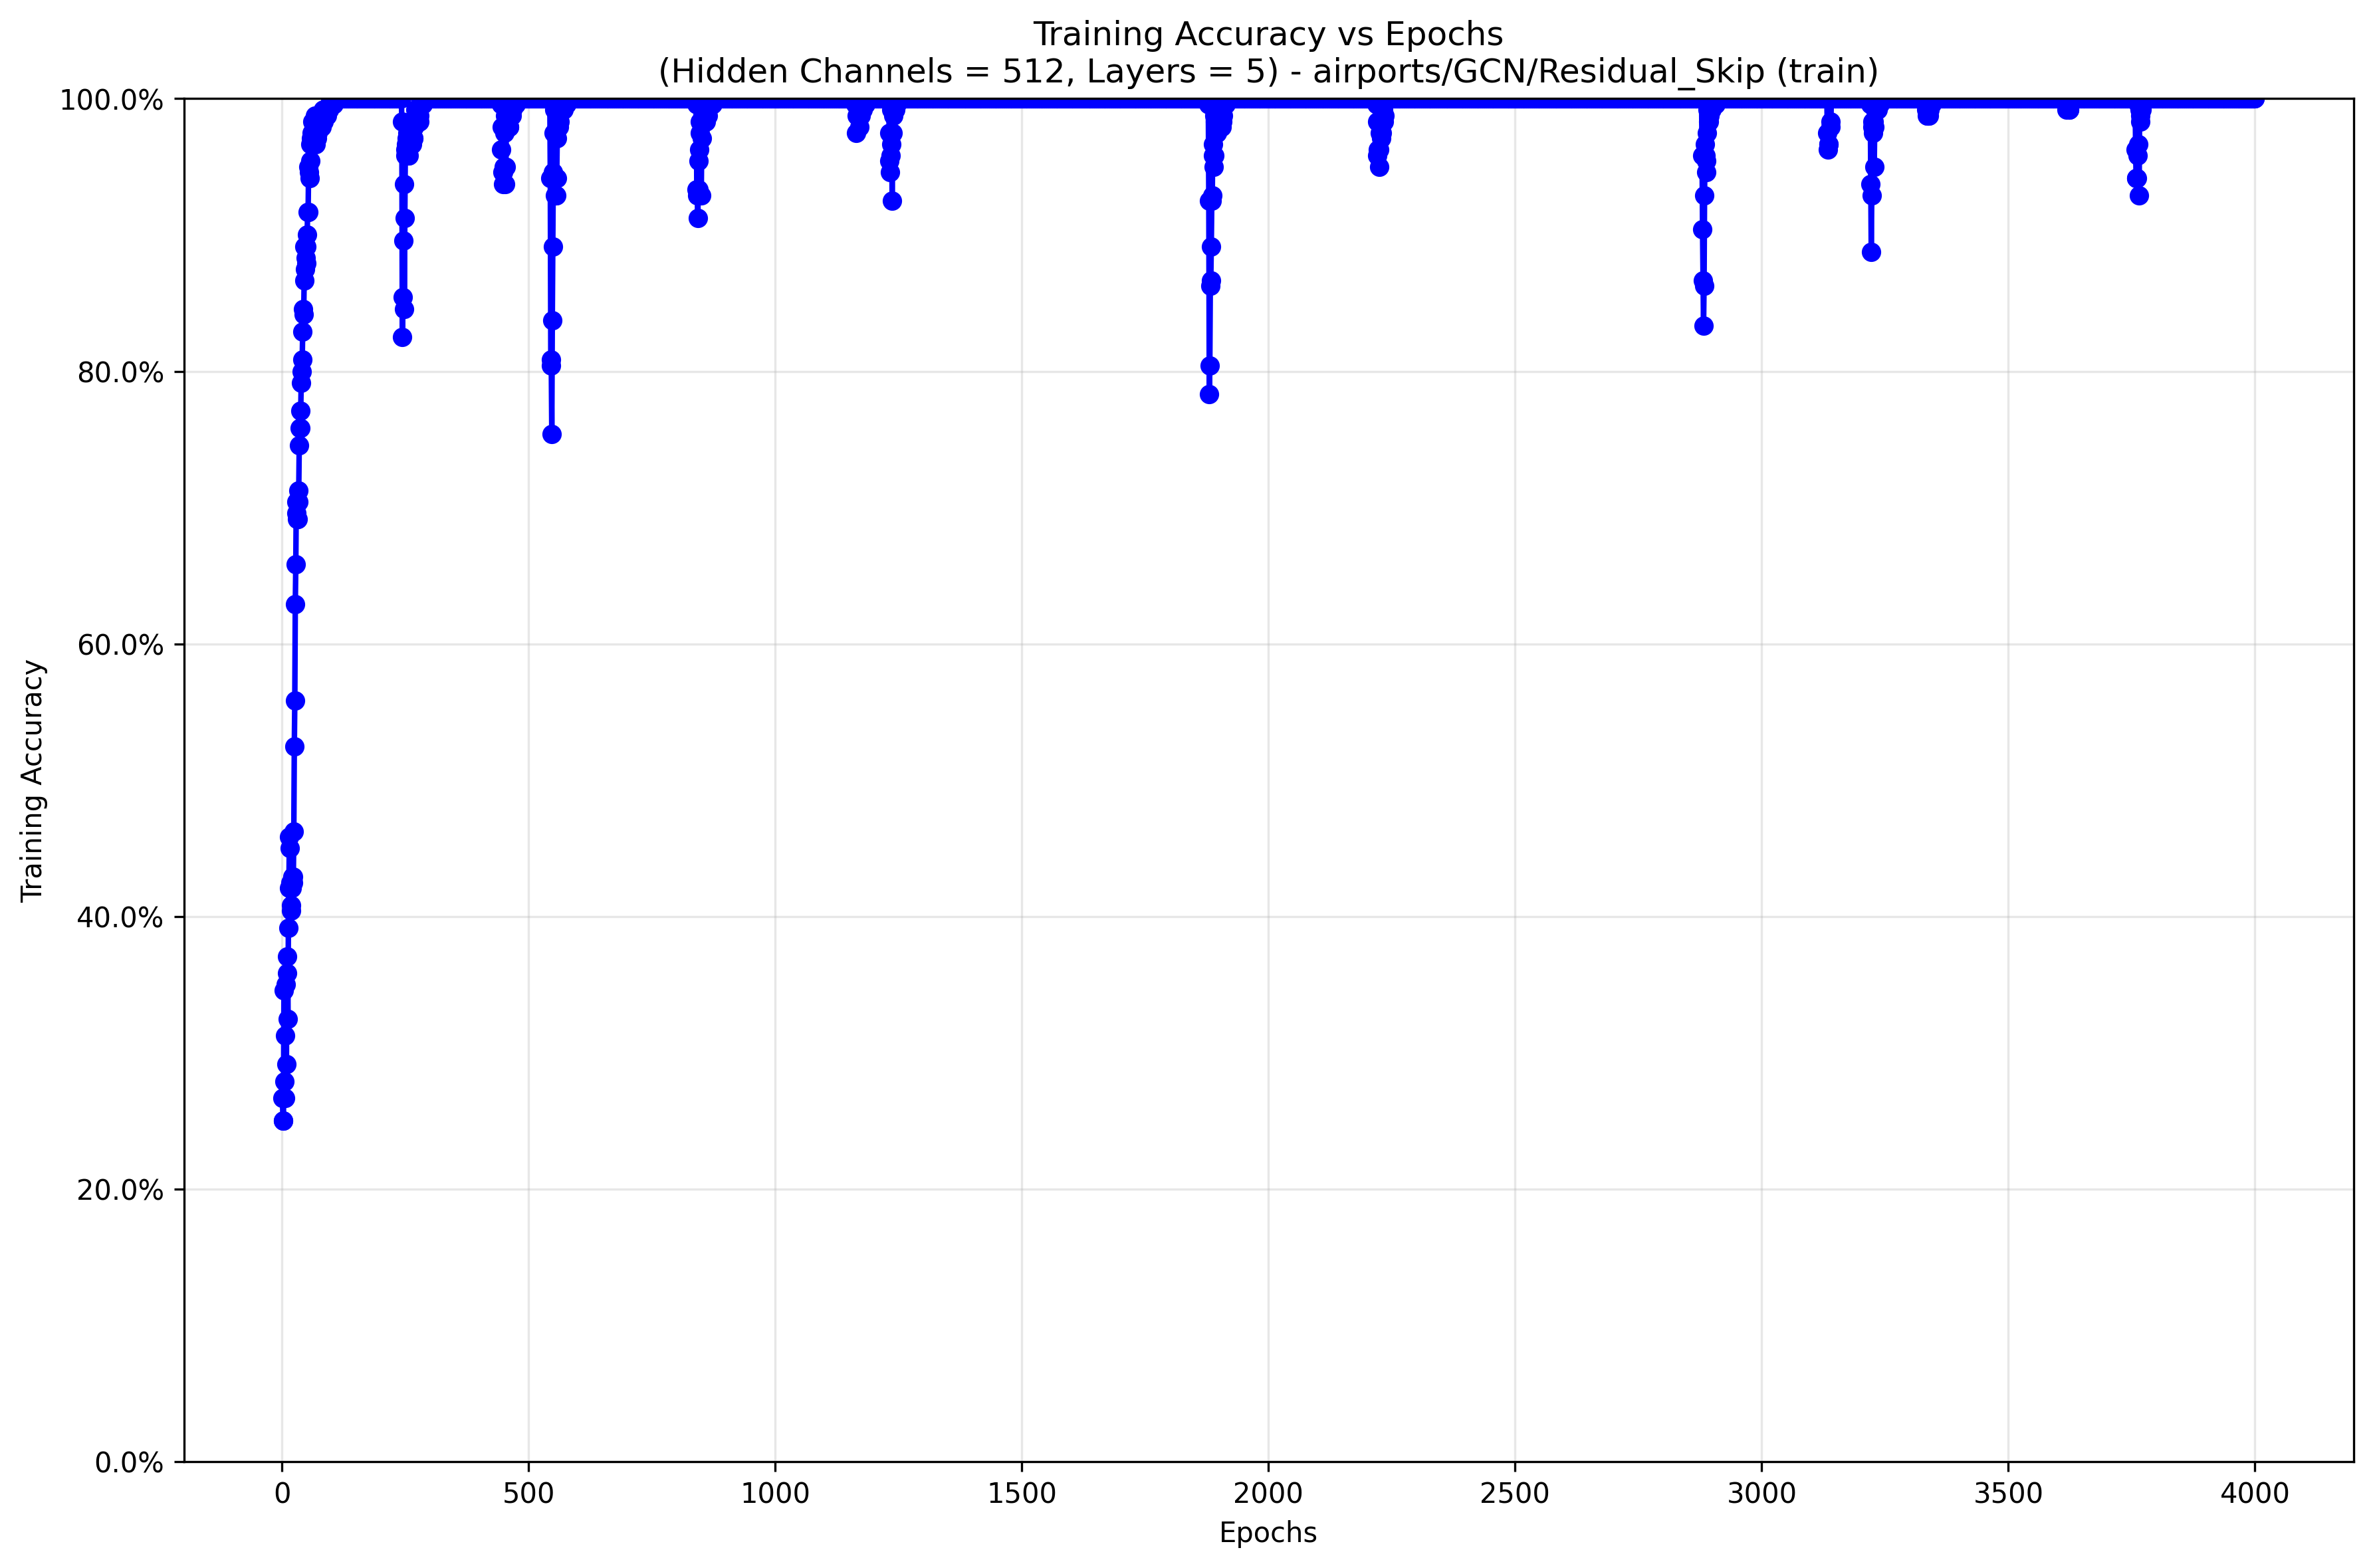 Training Accuracy vs Epochs
(Hidden Channels = 512, Layers = 5) - airports/GCN/Residual_Skip (train)
100.0%
80.0%
60.0%
40.0%
20.0%
0.0%
Training Accuracy
0 500 1000 1500 2000 2500 3000 3500 4000
Epochs